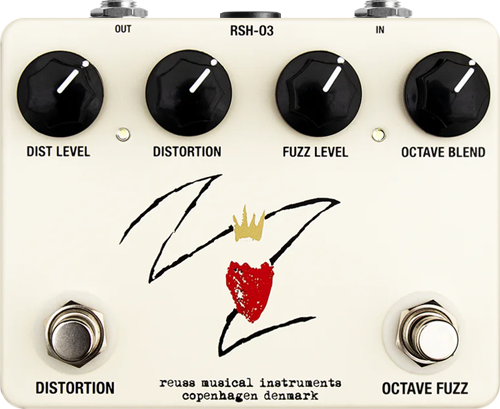 OUT
RSH-03
IN
DIST LEVEL
DISTORTION
FUZZ LEVEL
OCTAVE BLEND
DISTORTION
reuss musical instruments
copenhagen denmark
OCTAVE FUZZ